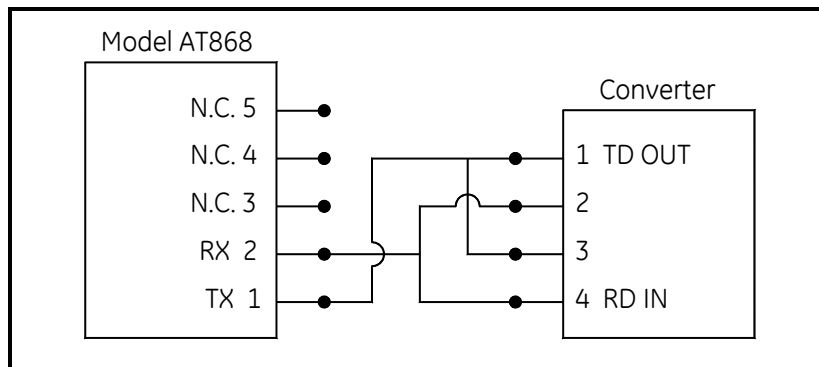 Model AT868
N.C. 5
N.C. 4
N.C. 3
RX 2
TX 1
Converter
1 TD OUT
2
3
4 RD IN